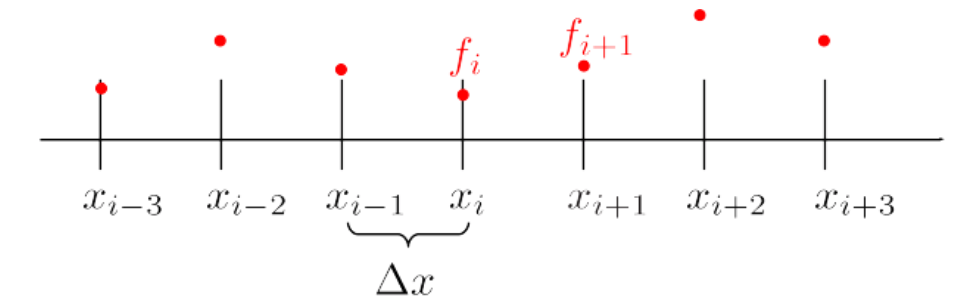 f_i f_{i+1}
x_{i-3} x_{i-2} x_{i-1} x_i x_{i+1} x_{i+2} x_{i+3}
Δx